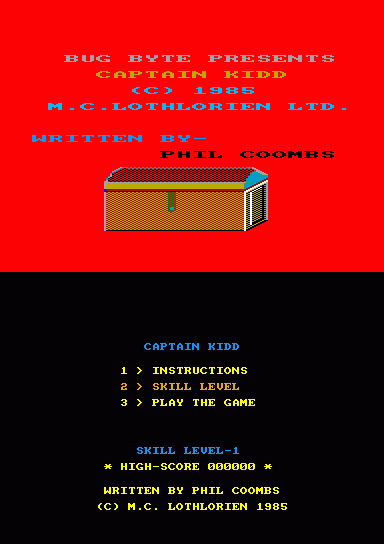 BUG BYTE PRESENTS
CAPTAIN KIDD
(C) 1985
M.C.LOTHLORIEN LTD.
WRITTEN BY-
PHIL COOMBS
CAPTAIN KIDD
1 > INSTRUCTIONS
2 > SKILL LEVEL
3 > PLAY THE GAME
SKILL LEVEL-1
* HIGH-SCORE 000000 *
WRITTEN BY PHIL COOMBS
(C) M.C. LOTHLORIEN 1985